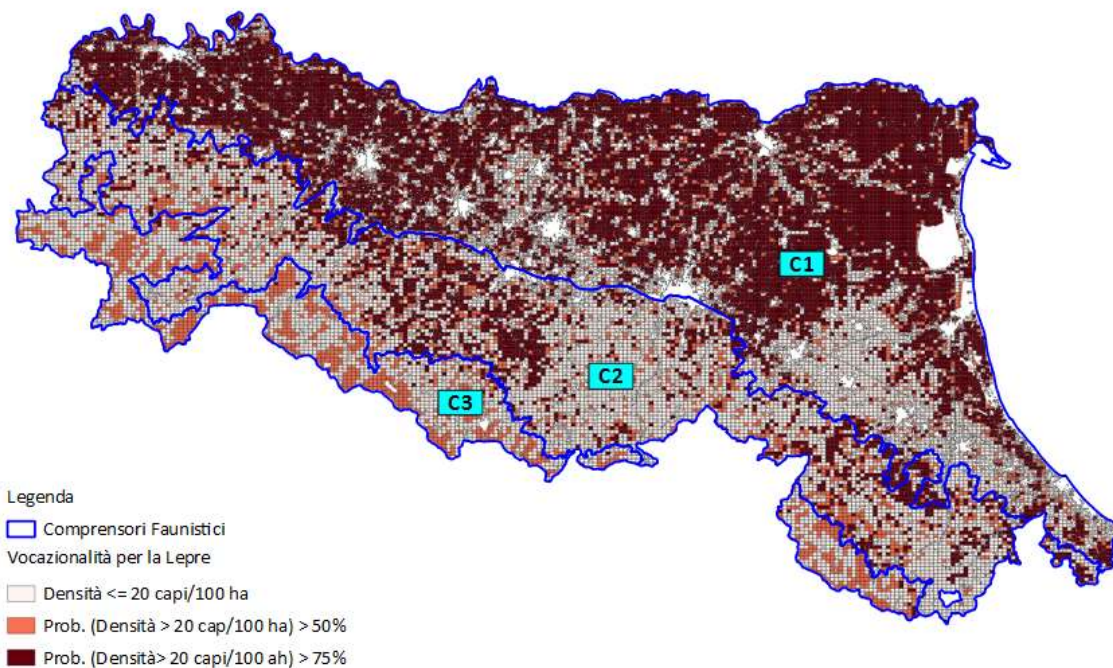 C1
C2
C3
Legenda
Comprensori Faunistici
Vocazionalità per la Lepre
Densità <= 20 capi/100 ha
Prob. (Densità > 20 cap/100 ha) > 50%
Prob. (Densità> 20 capi/100 ah) > 75%